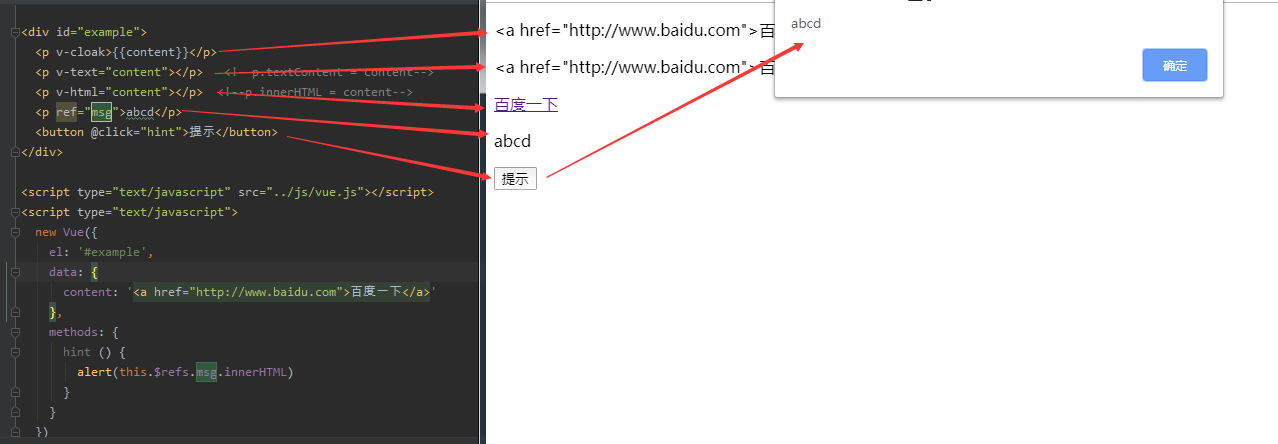 <div id="example">
<p v-cloak>{{content}}</p>
<p v-text="content"></p> <!--p.textContent = content-->
<p v-html="content"></p> <!--p.innerHTML = content-->
<p ref="msg">abcd</p>
<button @click="hint">提示</button>
</div>
<script type="text/javascript" src="../js/vue.js"></script>
<script type="text/javascript">
new Vue({
el: '#example',
data: {
content: '<a href="http://www.baidu.com">百度一下</a>'
},
methods: {
hint () {
alert(this.$refs.msg.innerHTML)
}
}
})
<a href="http://www.baidu.com">百
<a href="http://www.baidu.com">百
百度一下
abcd
提示
abcd
确定